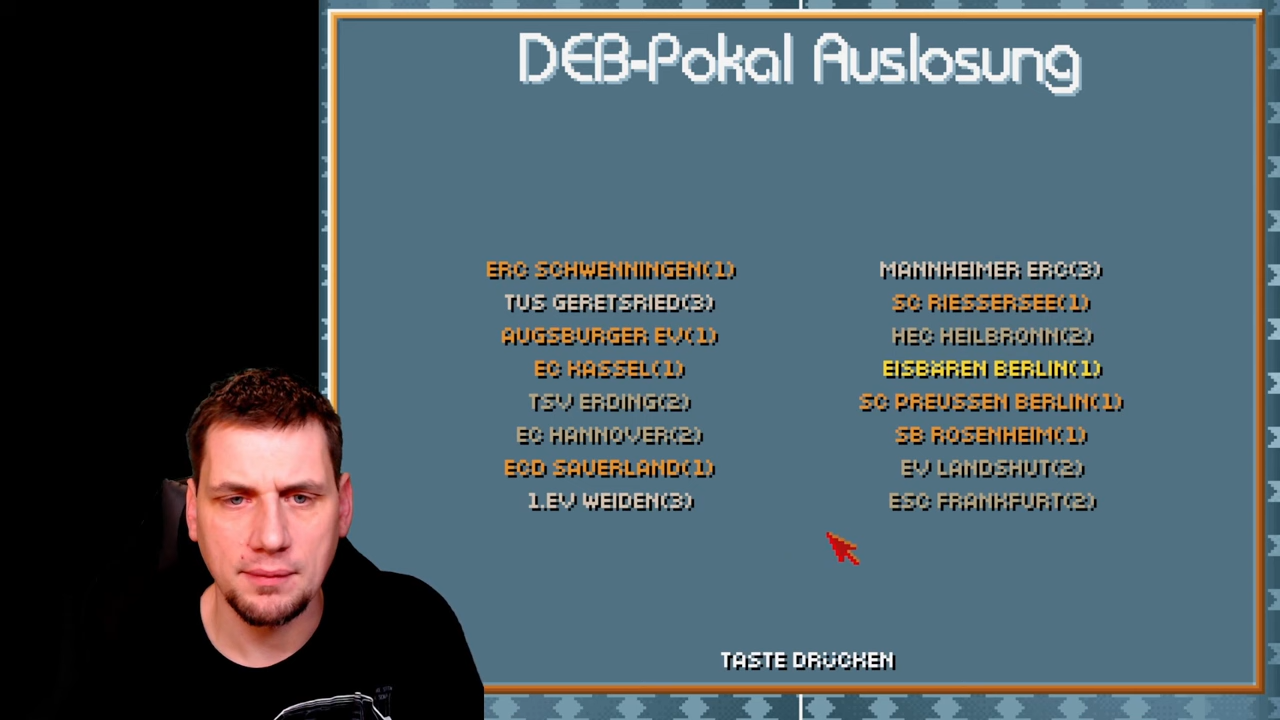 DEB-Pokal Auslosung
ERC SCHWENNINGEN(1) MANNHEIMER ERC(3)
TUS GERETSRIED(3) SC RIESSERSEE(1)
AUGSBURGER EV(1) HEC HEILBRONN(2)
EC KASSEL(1) EISBÄREN BERLIN(1)
TSV ERDING(2) SC PREUSSEN BERLIN(1)
EC HANNOVER(2) SB ROSENHEIM(1)
ECD SAUERLAND(1) EV LANDSHUT(2)
1.EV WEIDEN(3) ESC FRANKFURT(2)
TASTE DRÜCKEN